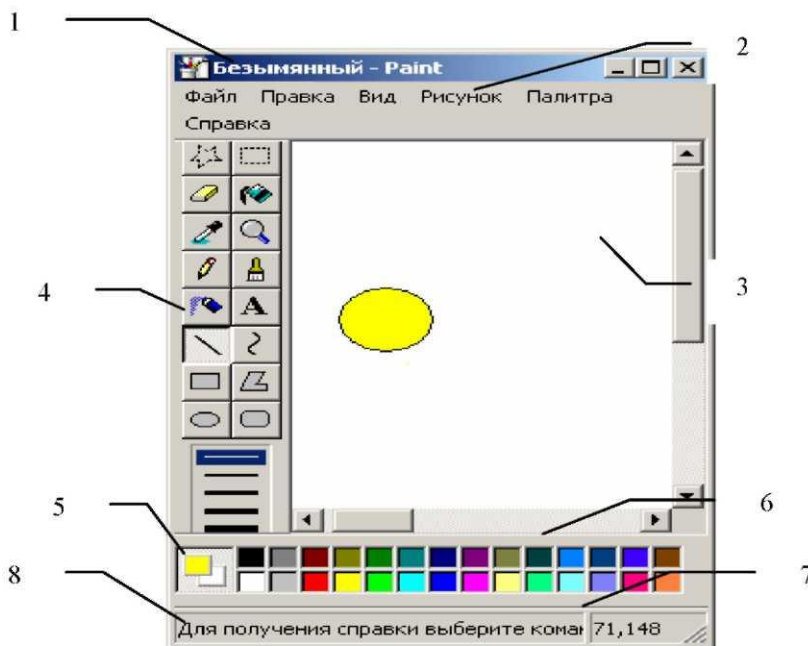 1
2
Безымянный - Paint
Файл Правка Вид Рисунок Палитра
Справка
4
A
3
5
6
8
7
Для получения справки выберите кома
71,148